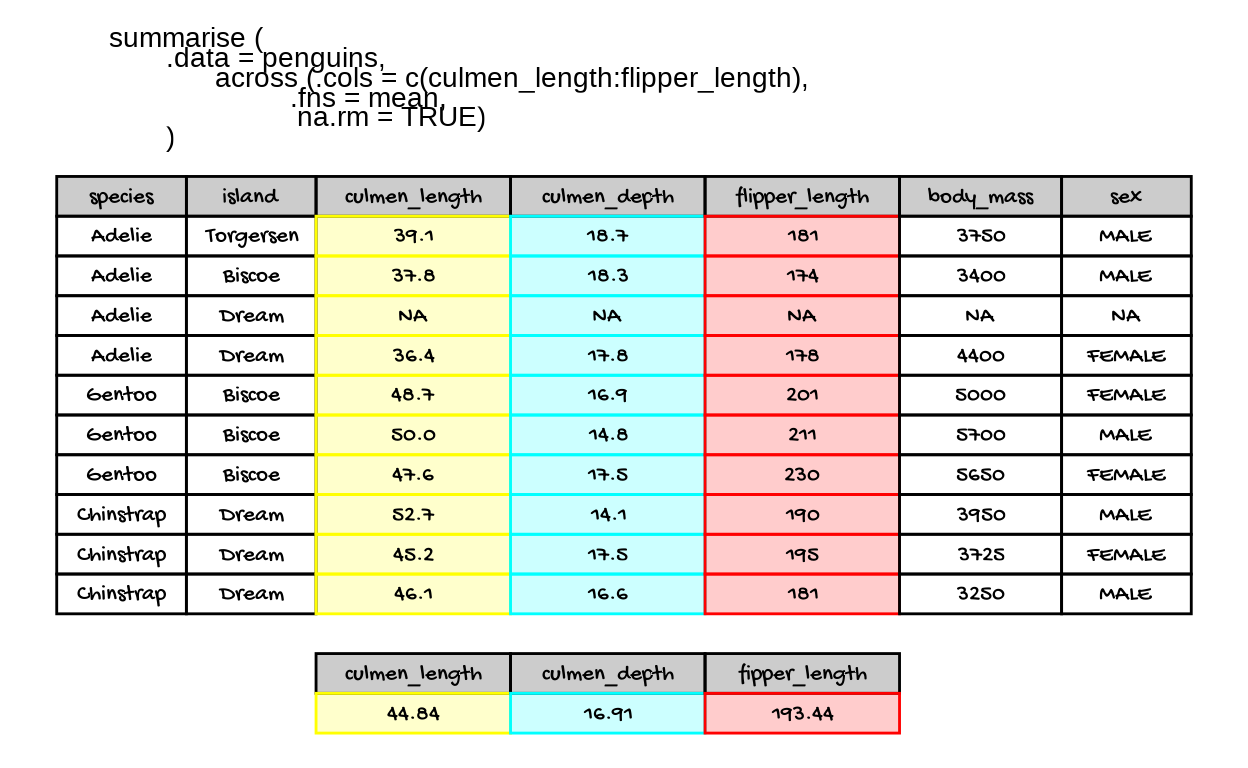 summarise (
.data = penguins,
across (.cols = c(culmen_length:flipper_length),
.fns = mean,
na.rm = TRUE)
)
species island culmen_length culmen_depth flipper_length body_mass sex
Adelie Torgersen 39.1 18.7 181 3750 MALE
Adelie Biscoe 37.8 18.3 174 3400 MALE
Adelie Dream NA NA NA NA NA
Adelie Dream 36.4 17.8 178 4400 FEMALE
Gentoo Biscoe 48.7 16.9 201 5000 FEMALE
Gentoo Biscoe 50.0 14.8 211 5700 MALE
Gentoo Biscoe 47.6 17.5 230 5650 FEMALE
Chinstrap Dream 52.7 14.1 190 3950 MALE
Chinstrap Dream 45.2 17.5 195 3725 FEMALE
Chinstrap Dream 46.1 16.6 181 3250 MALE
culmen_length culmen_depth fipper_length
44.84 16.91 193.44